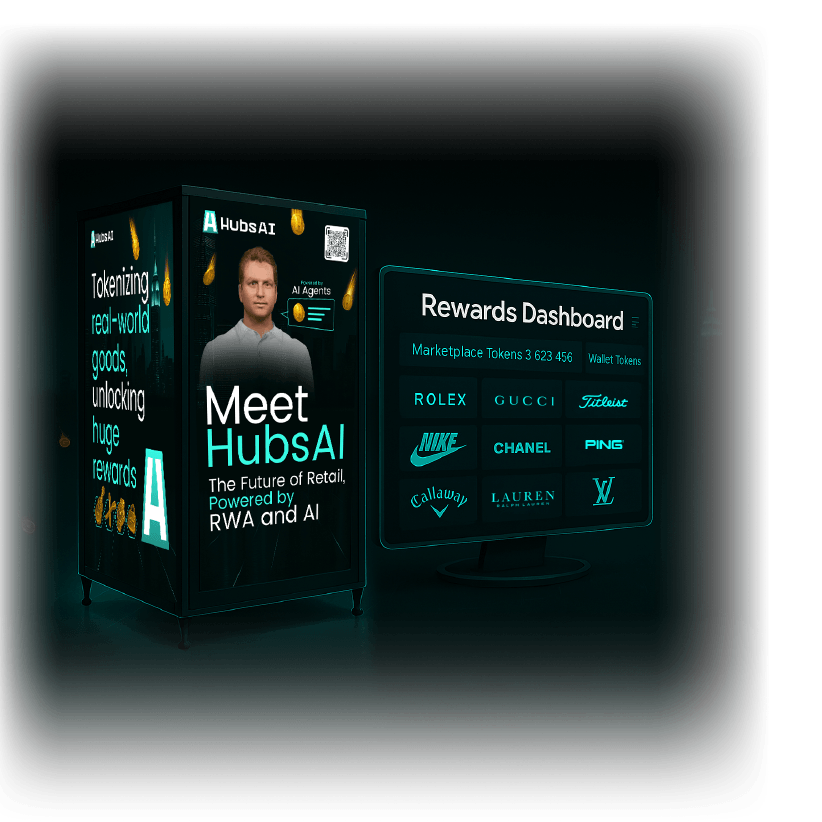 HubsAI
Tokenizing
real-world
goods,
unlocking
huge
rewards
A
HubsAI
Powered by
AI Agents
Meet
HubsAI
The Future of Retail,
Powered by
RWA and AI
Rewards Dashboard
Marketplace Tokens 3 623 456
Wallet Tokens
ROLEX
GUCCI
Titleist
NIKE
CHANEL
PING
Callaway
LAUREN
RALPH LAUREN
LV